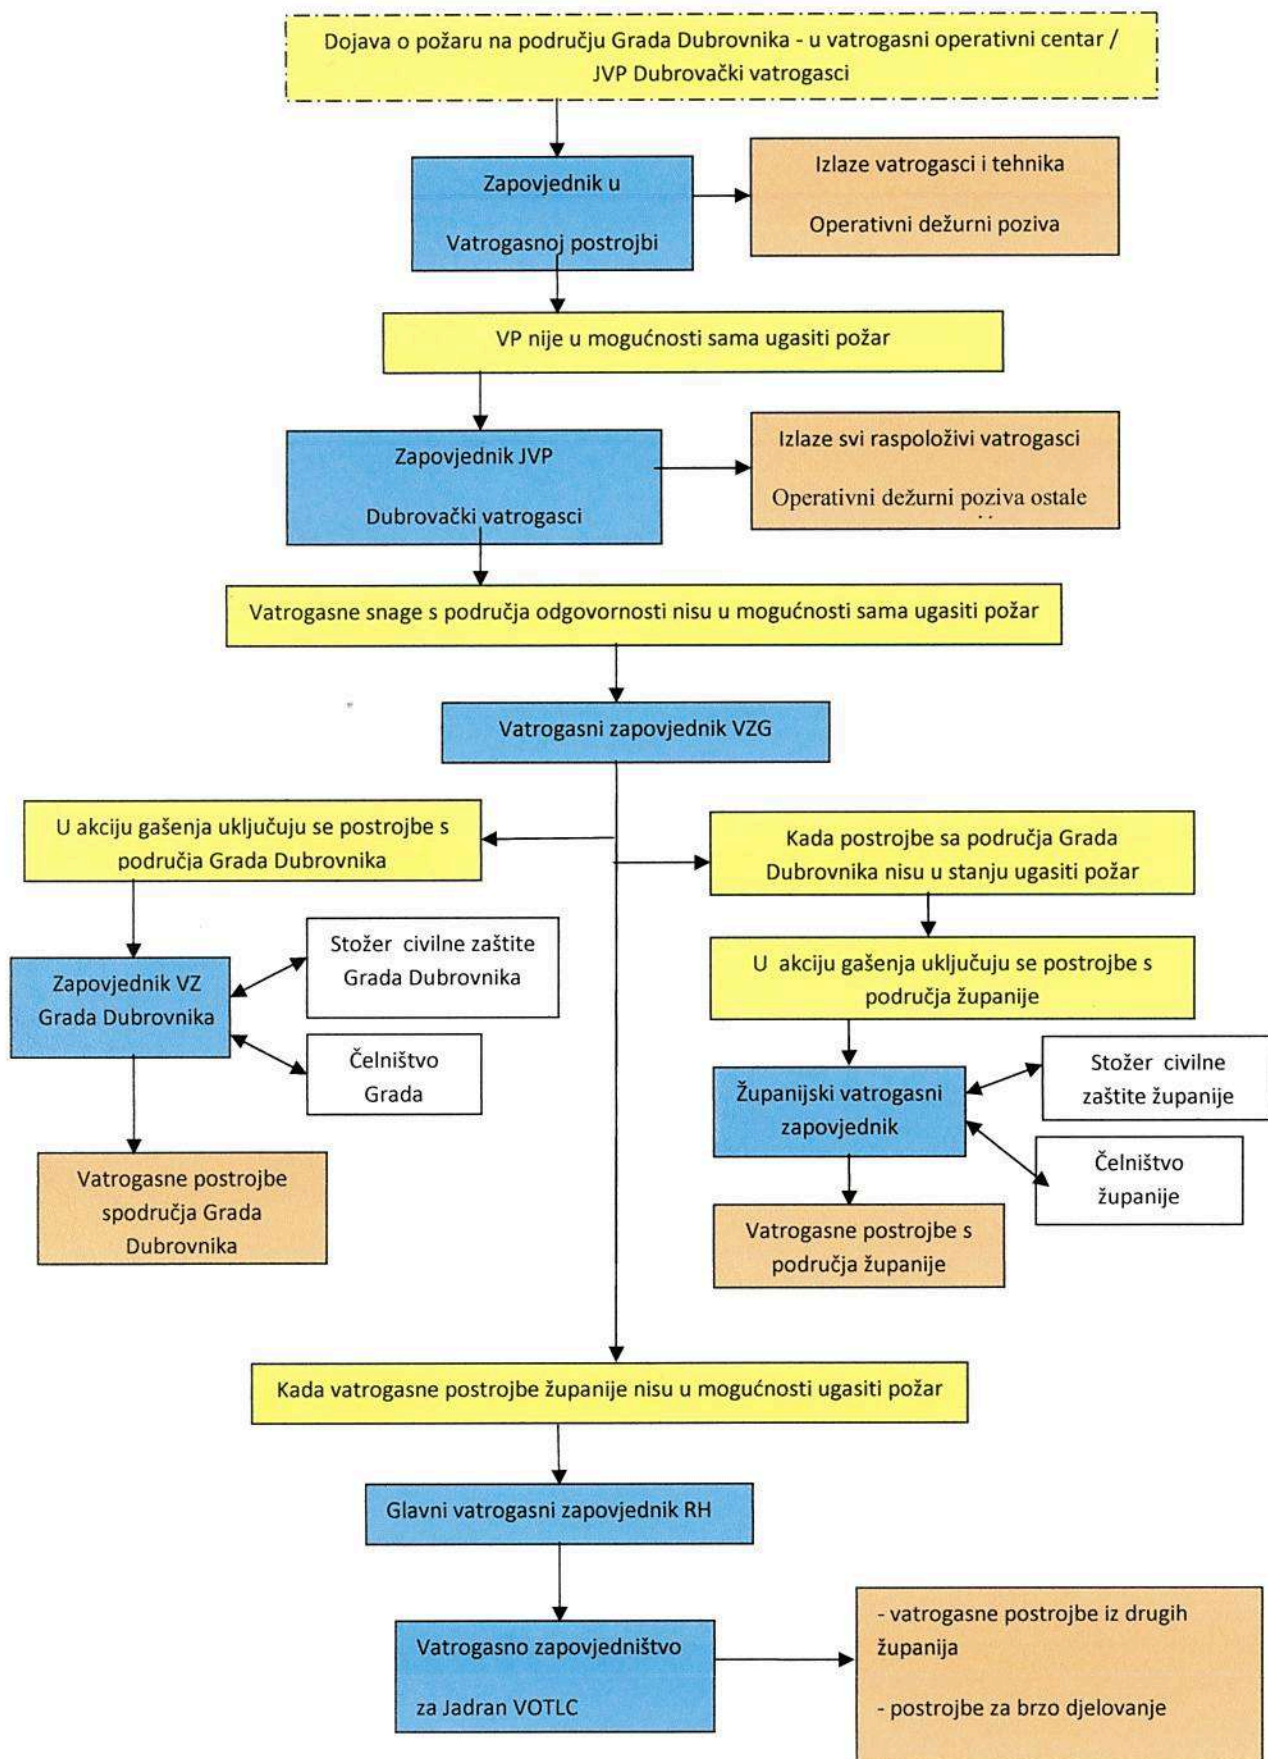 Dojava o požaru na području Grada Dubrovnika - u vatrogasni operativni centar /
JVP Dubrovački vatrogasci
Zapovjednik u
Vatrogasnoj postrojbi
Izlaze vatrogasci i tehnika
Operativni dežurni poziva
VP nije u mogućnosti sama ugasiti požar
Zapovjednik JVP
Dubrovački vatrogasci
Izlaze svi raspoloživi vatrogasci
Operativni dežurni poziva ostale
Vatrogasne snage s područja odgovornosti nisu u mogućnosti sama ugasiti požar
Vatrogasni zapovjednik VZG
U akciju gašenja uključuju se postrojbe s
područja Grada Dubrovnika
Zapovjednik VZ
Grada Dubrovnika
Stožer civilne zaštite
Grada Dubrovnika
Čelništvo
Grada
Vatrogasne postrojbe
spodručja Grada
Dubrovnika
Kada postrojbe sa područja Grada
Dubrovnika nisu u stanju ugasiti požar
U akciju gašenja uključuju se postrojbe s
područja županije
Županijski vatrogasni
zapovjednik
Stožer civilne
zaštite županije
Čelništvo
županije
Vatrogasne postrojbe s
područja županije
Kada vatrogasne postrojbe županije nisu u mogućnosti ugasiti požar
Glavni vatrogasni zapovjednik RH
Vatrogasno zapovjedništvo
za Jadran VOTLC
- vatrogasne postrojbe iz drugih
županija
- postrojbe za brzo djelovanje